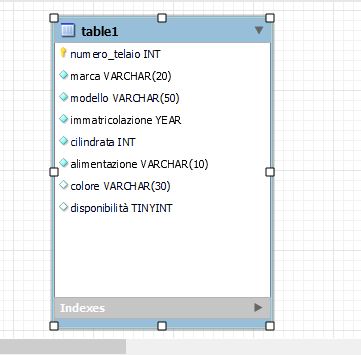 table1
numero_telaio INT
marca VARCHAR(20)
modello VARCHAR(50)
immatricolazione YEAR
cilindrata INT
alimentazione VARCHAR(10)
colore VARCHAR(30)
disponibilità TINYINT
Indexes